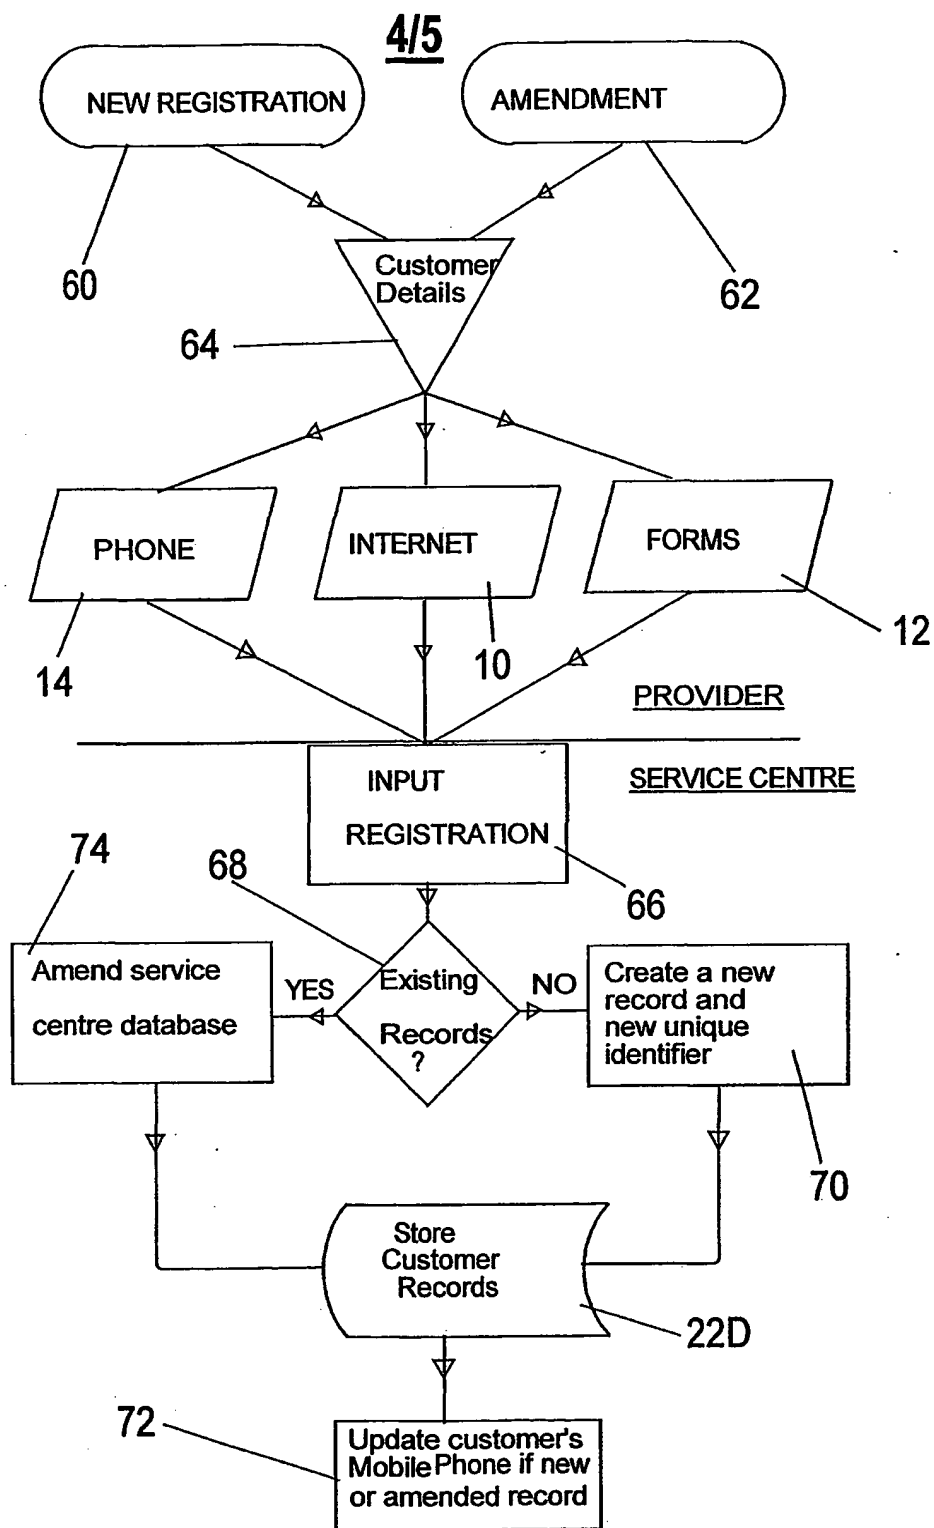 4/5
NEW REGISTRATION
AMENDMENT
60
62
Customer
Details
64
PHONE
INTERNET
FORMS
14
10
12
PROVIDER
SERVICE CENTRE
INPUT
REGISTRATION
66
74
68
Amend service
centre database
YES
Existing
Records
?
NO
Create a new
record and
new unique
identifier
70
Store
Customer
Records
22D
72
Update customer's
Mobile Phone if new
or amended record